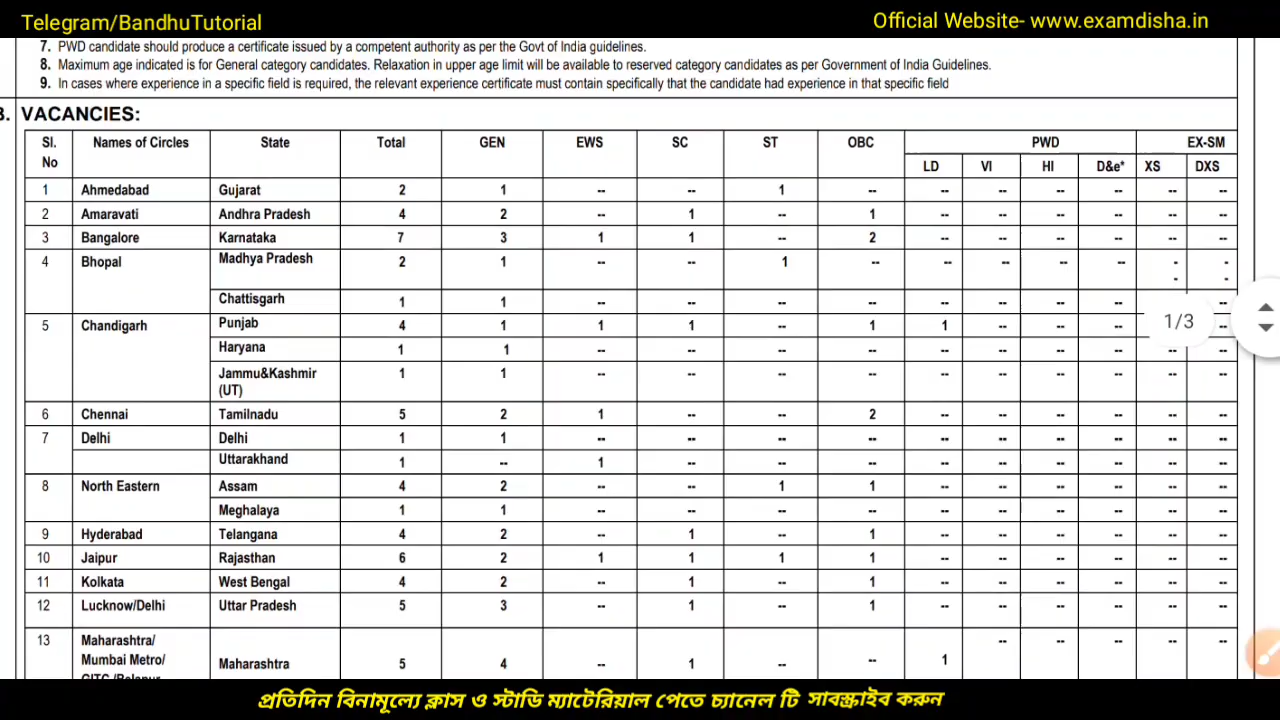 Telegram/BandhuTutorial
Official Website- www.examdisha.in
7. PWD candidate should produce a certificate issued by a competent authority as per the Govt of India guidelines.
8. Maximum age indicated is for General category candidates. Relaxation in upper age limit will be available to reserved category candidates as per Government of India Guidelines.
9. In cases where experience in a specific field is required, the relevant experience certificate must contain specifically that the candidate had experience in that specific field
VACANCIES:
Sl. No Names of Circles State Total GEN EWS SC ST OBC PWD EX-SM
LD VI HI D&e* XS DXS
1 Ahmedabad Gujarat 2 1 -- -- 1 -- -- -- -- -- -- --
2 Amaravati Andhra Pradesh 4 2 -- 1 -- 1 -- -- -- -- -- --
3 Bangalore Karnataka 7 3 1 1 -- 2 -- -- -- -- -- --
4 Bhopal Madhya Pradesh 2 1 -- -- 1 -- -- -- -- -- - - - -
Chattisgarh 1 1 -- -- -- -- -- -- -- -- -- --
5 Chandigarh Punjab 4 1 1 1 -- 1 1 -- -- -- --
1/3
Haryana 1 1 -- -- -- -- -- -- -- -- -- --
Jammu&Kashmir (UT) 1 1 -- -- -- -- -- -- -- -- -- --
6 Chennai Tamilnadu 5 2 1 -- -- 2 -- -- -- -- -- --
7 Delhi Delhi 1 1 -- -- -- -- -- -- -- -- -- --
Uttarakhand 1 -- 1 -- -- -- -- -- -- -- -- --
8 North Eastern Assam 4 2 -- -- 1 1 -- -- -- -- -- --
Meghalaya 1 1 -- -- -- -- -- -- -- -- -- --
9 Hyderabad Telangana 4 2 -- 1 -- 1 -- -- -- -- -- --
10 Jaipur Rajasthan 6 2 1 1 1 1 -- -- -- -- -- --
11 Kolkata West Bengal 4 2 -- 1 -- 1 -- -- -- -- -- --
12 Lucknow/Delhi Uttar Pradesh 5 3 -- 1 -- 1 -- -- -- -- -- --
13 Maharashtra/ Mumbai Metro/ Maharashtra 5 4 -- 1 -- -- 1 -- -- -- -- --
প্রতিদিন বিনামূল্যে ক্লাস ও স্টাডি ম্যাটেরিয়াল পেতে চ্যানেল টি সাবস্ক্রাইব করুন